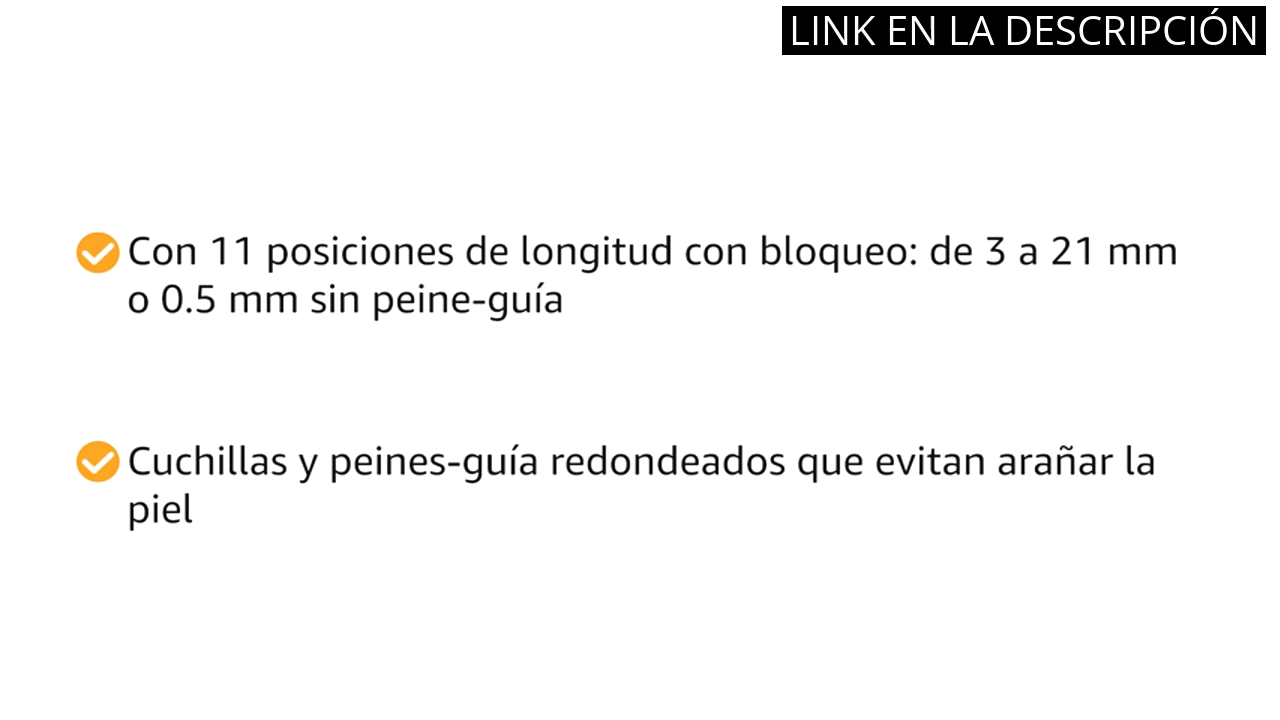 LINK EN LA DESCRIPCIÓN
Con 11 posiciones de longitud con bloqueo: de 3 a 21 mm
o 0.5 mm sin peine-guía
Cuchillas y peines-guía redondeados que evitan arañar la
piel